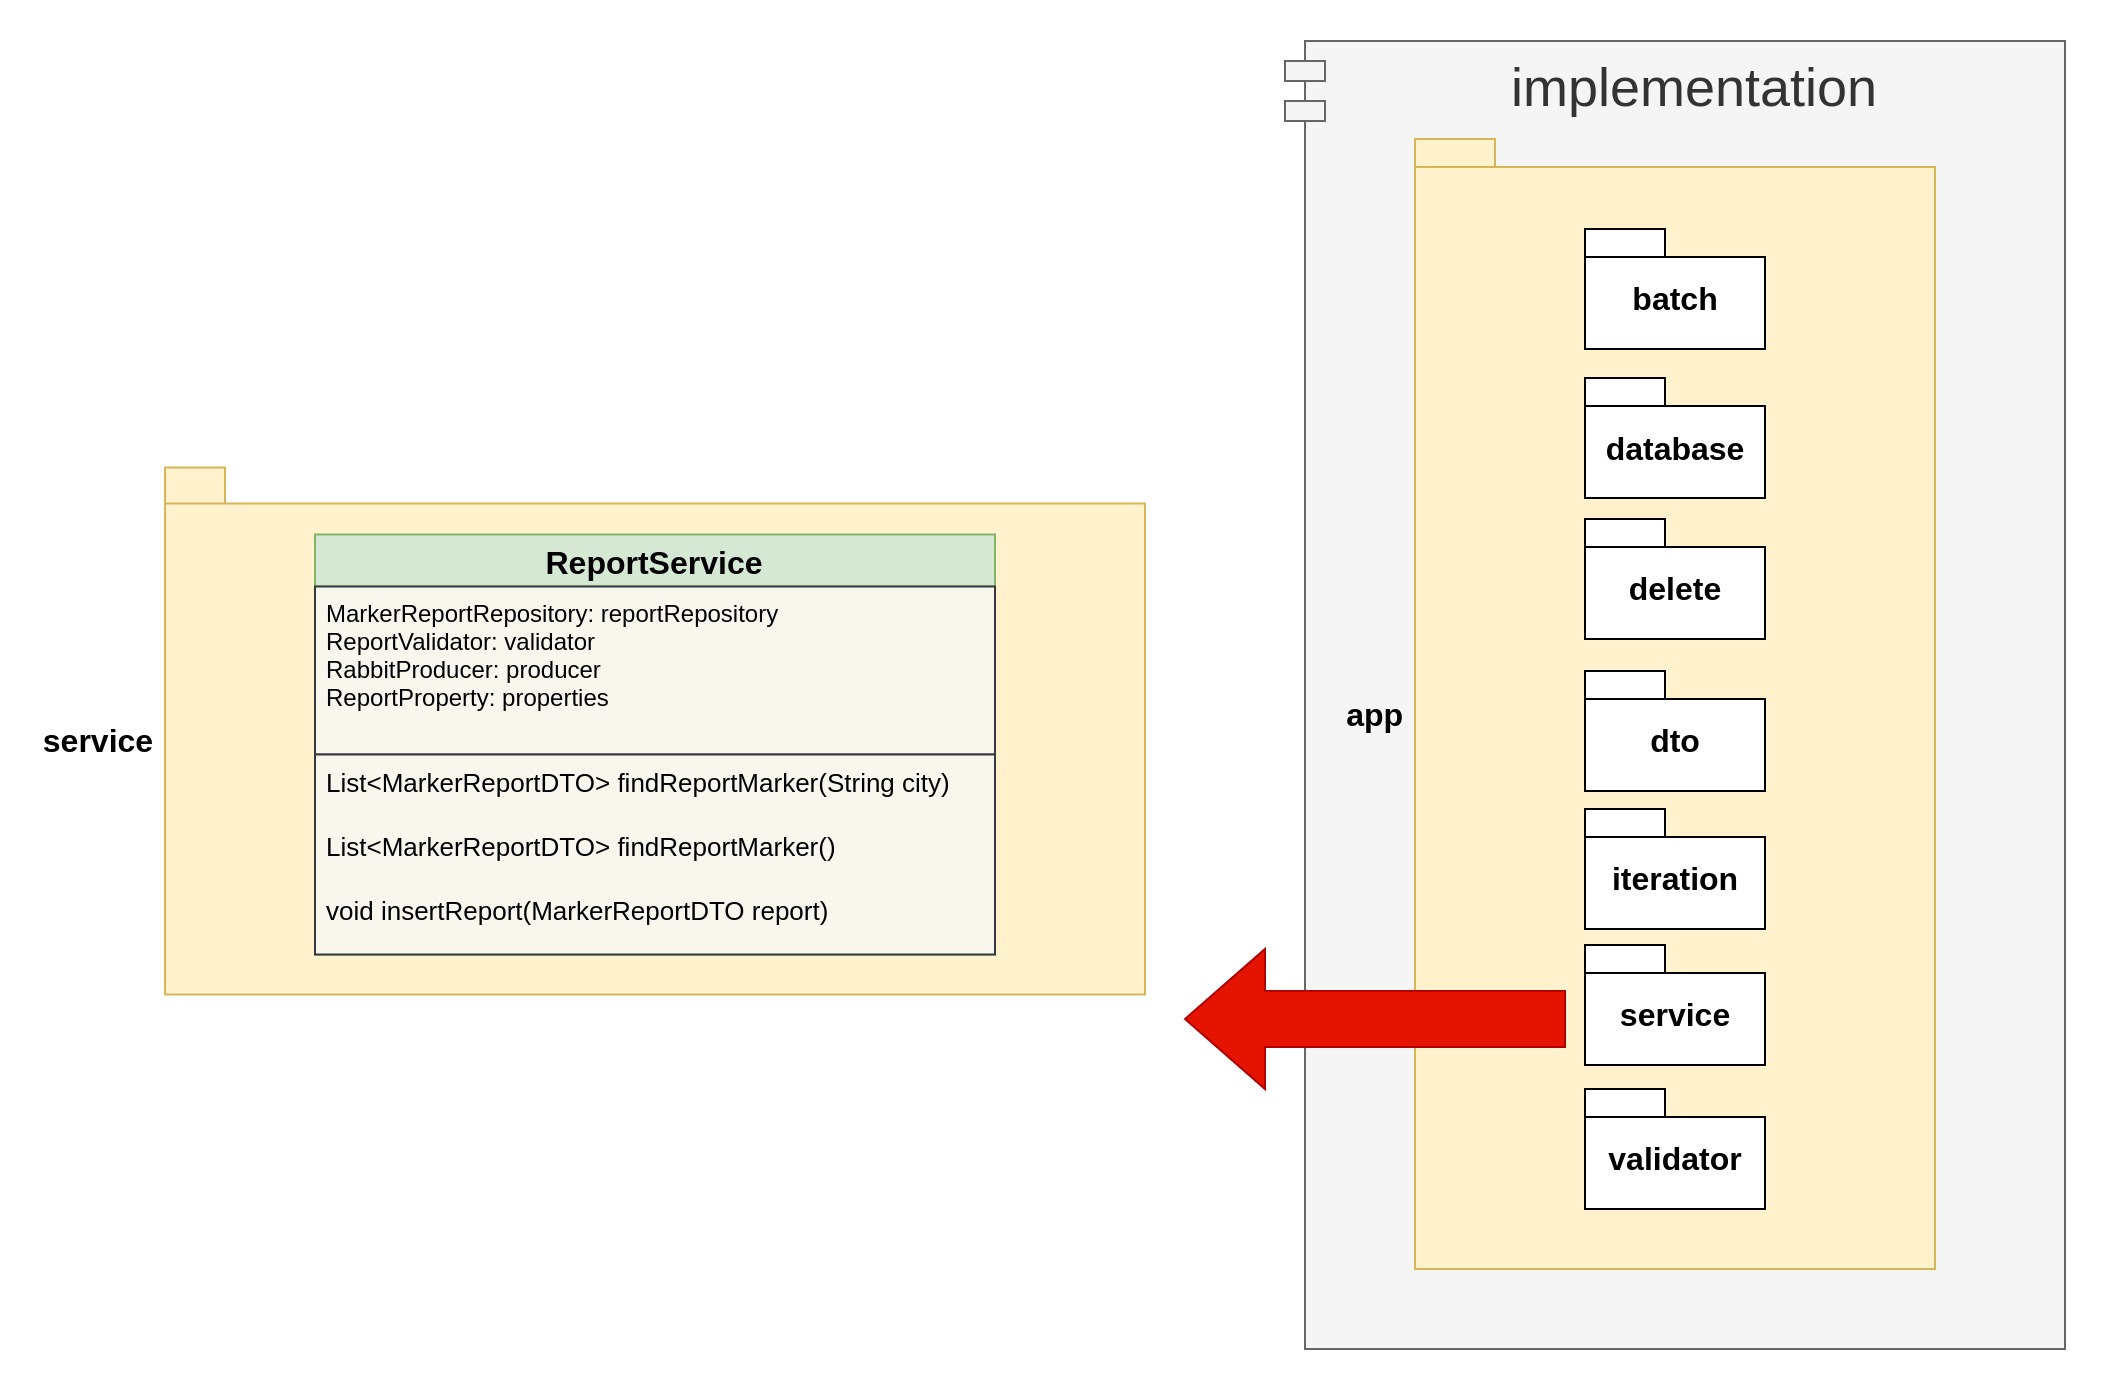 implementation
batch
database
delete
dto
iteration
service
validator
app
service
ReportService
MarkerReportRepository: reportRepository
ReportValidator: validator
RabbitProducer: producer
ReportProperty: properties
List<MarkerReportDTO> findReportMarker(String city)
List<MarkerReportDTO> findReportMarker()
void insertReport(MarkerReportDTO report)